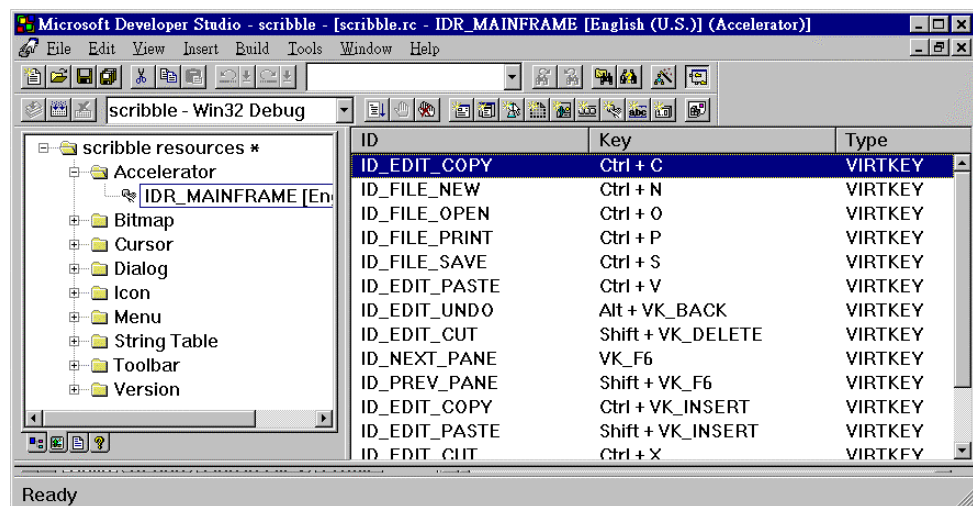 Microsoft Developer Studio - scribble - [scribble.rc - IDR_MAINFRAME [English (U.S.)] (Accelerator)]
File Edit View Insert Build Tools Window Help
scribble - Win32 Debug
scribble resources *
Accelerator
IDR_MAINFRAME [En
Bitmap
Cursor
Dialog
Icon
Menu
String Table
Toolbar
Version
ID Key Type
ID_EDIT_COPY Ctrl + C VIRTKEY
ID_FILE_NEW Ctrl + N VIRTKEY
ID_FILE_OPEN Ctrl + O VIRTKEY
ID_FILE_PRINT Ctrl + P VIRTKEY
ID_FILE_SAVE Ctrl + S VIRTKEY
ID_EDIT_PASTE Ctrl + V VIRTKEY
ID_EDIT_UNDO Alt + VK_BACK VIRTKEY
ID_EDIT_CUT Shift + VK_DELETE VIRTKEY
ID_NEXT_PANE VK_F6 VIRTKEY
ID_PREV_PANE Shift + VK_F6 VIRTKEY
ID_EDIT_COPY Ctrl + VK_INSERT VIRTKEY
ID_EDIT_PASTE Shift + VK_INSERT VIRTKEY
ID_EDIT_CUT Ctrl + X VIRTKEY
Ready